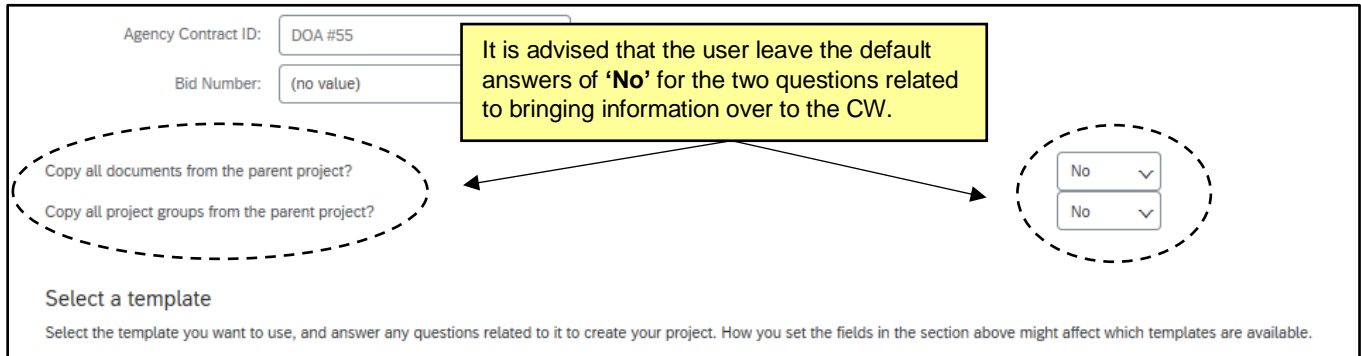 Agency Contract ID: DOA #55
Bid Number: (no value)
It is advised that the user leave the default
answers of ‘No’ for the two questions related
to bringing information over to the CW.
Copy all documents from the parent project? No
Copy all project groups from the parent project? No
Select a template
Select the template you want to use, and answer any questions related to it to create your project. How you set the fields in the section above might affect which templates are available.